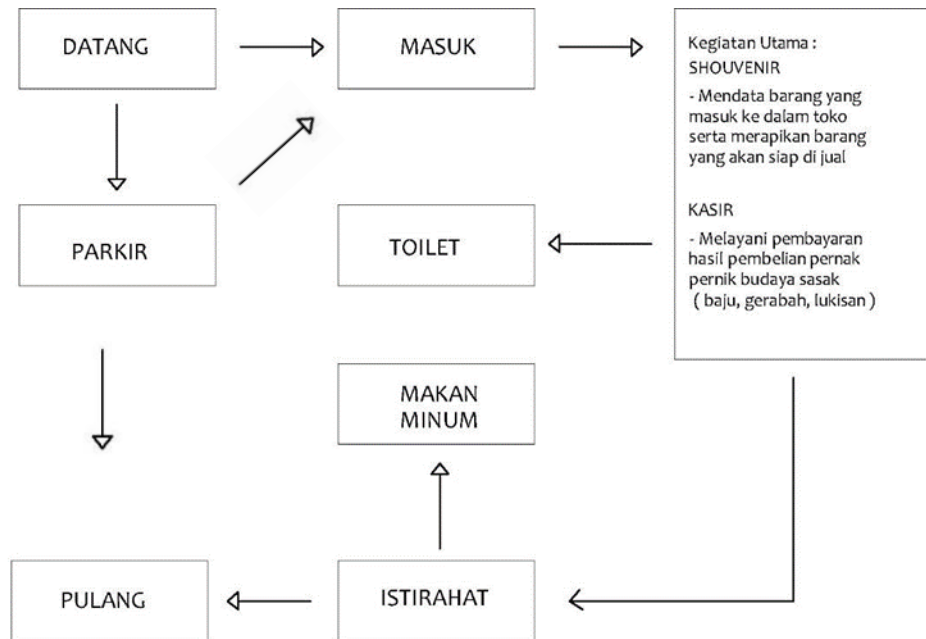 DATANG
MASUK
Kegiatan Utama :
SHOUVENIR
- Mendata barang yang
masuk ke dalam toko
serta merapikan barang
yang akan siap di jual
KASIR
- Melayani pembayaran
hasil pembelian pernak
pernik budaya sasak
( baju, gerabah, lukisan )
PARKIR
TOILET
MAKAN
MINUM
PULANG
ISTIRAHAT